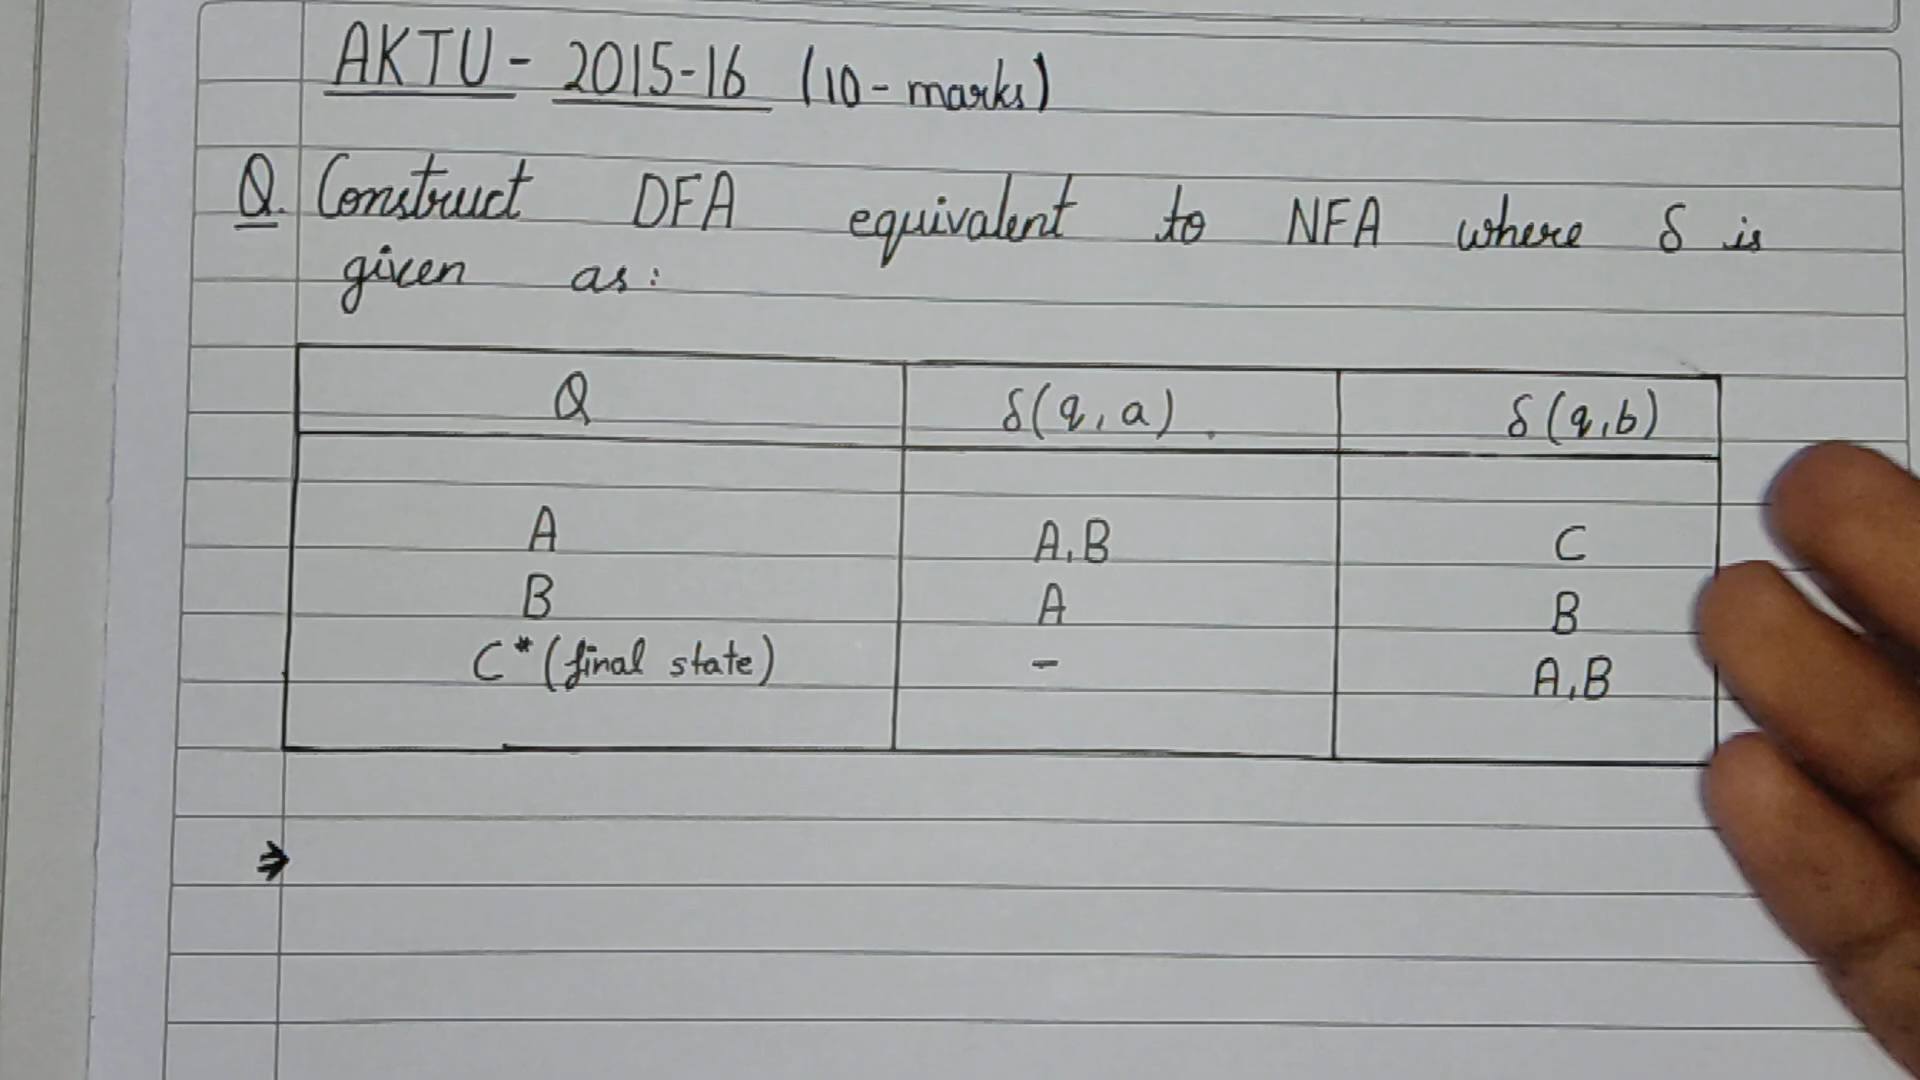 AKTU - 2015-16 (10-marks)
Q. Construct DFA equivalent to NFA where δ is
given as:
Q δ(q,a) δ(q,b)
A A,B C
B A B
C* (final state) - A,B
⇒